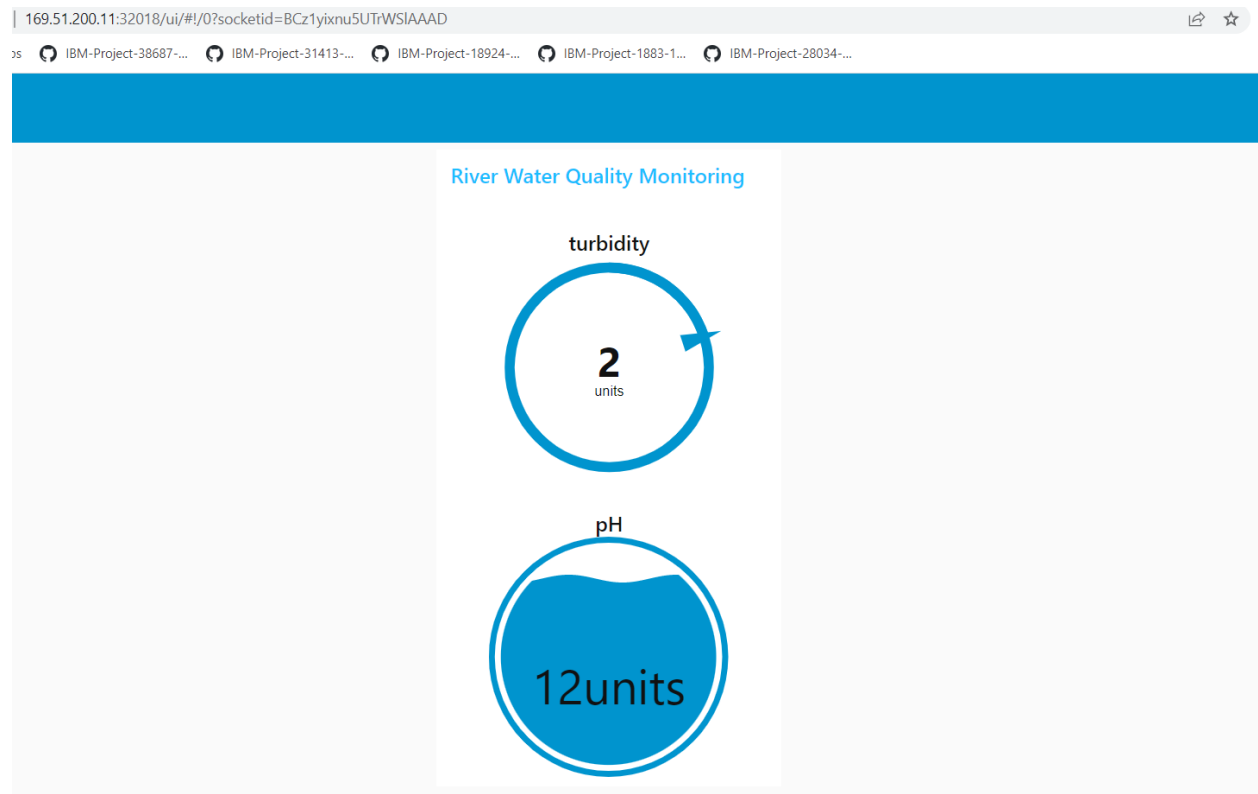 169.51.200.11:32018/ui/#!/0?socketid=BCz1yixnu5UTrWSlAAAD
os IBM-Project-38687-... IBM-Project-31413-... IBM-Project-18924-... IBM-Project-1883-1... IBM-Project-28034-...
River Water Quality Monitoring
turbidity
2
units
pH
12units